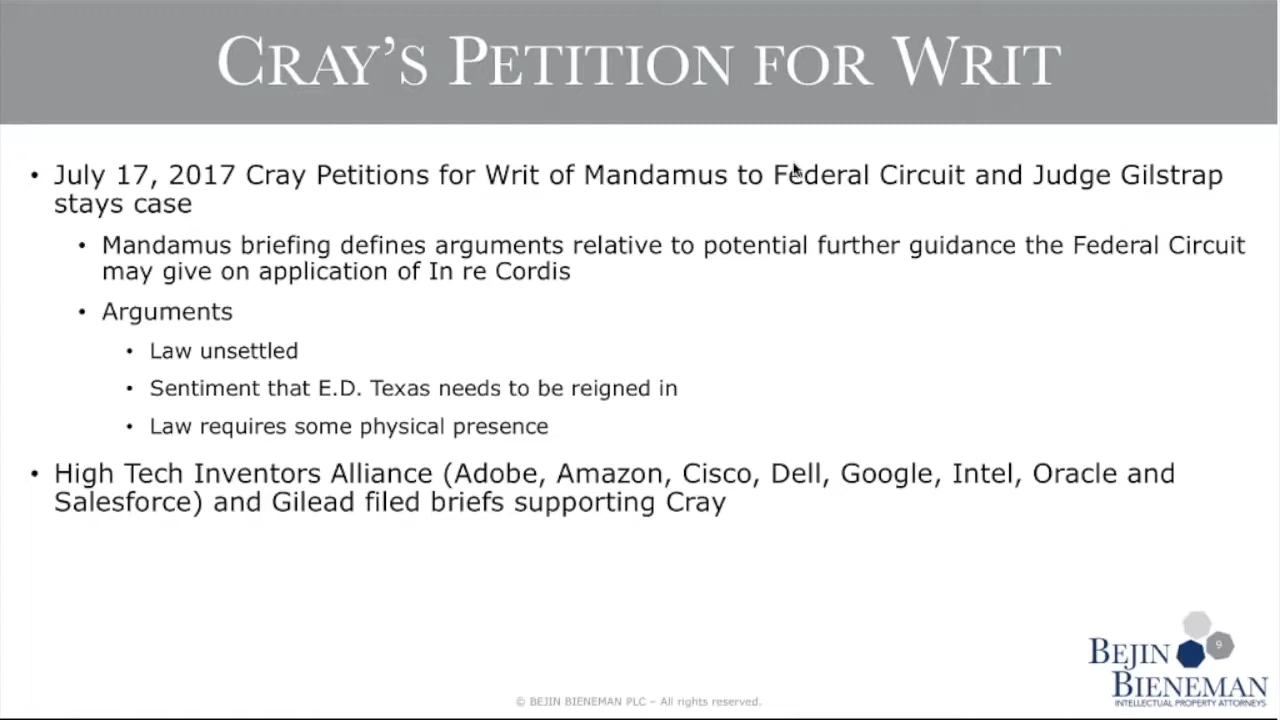 CRAY'S PETITION FOR WRIT
• July 17, 2017 Cray Petitions for Writ of Mandamus to Federal Circuit and Judge Gilstrap
stays case
• Mandamus briefing defines arguments relative to potential further guidance the Federal Circuit
may give on application of In re Cordis
• Arguments
• Law unsettled
• Sentiment that E.D. Texas needs to be reigned in
• Law requires some physical presence
• High Tech Inventors Alliance (Adobe, Amazon, Cisco, Dell, Google, Intel, Oracle and
Salesforce) and Gilead filed briefs supporting Cray
9
BEJIN
BIENEMAN
INTELLECTUAL PROPERTY ATTORNEYS
© BEJIN BIENEMAN PLC – All rights reserved.